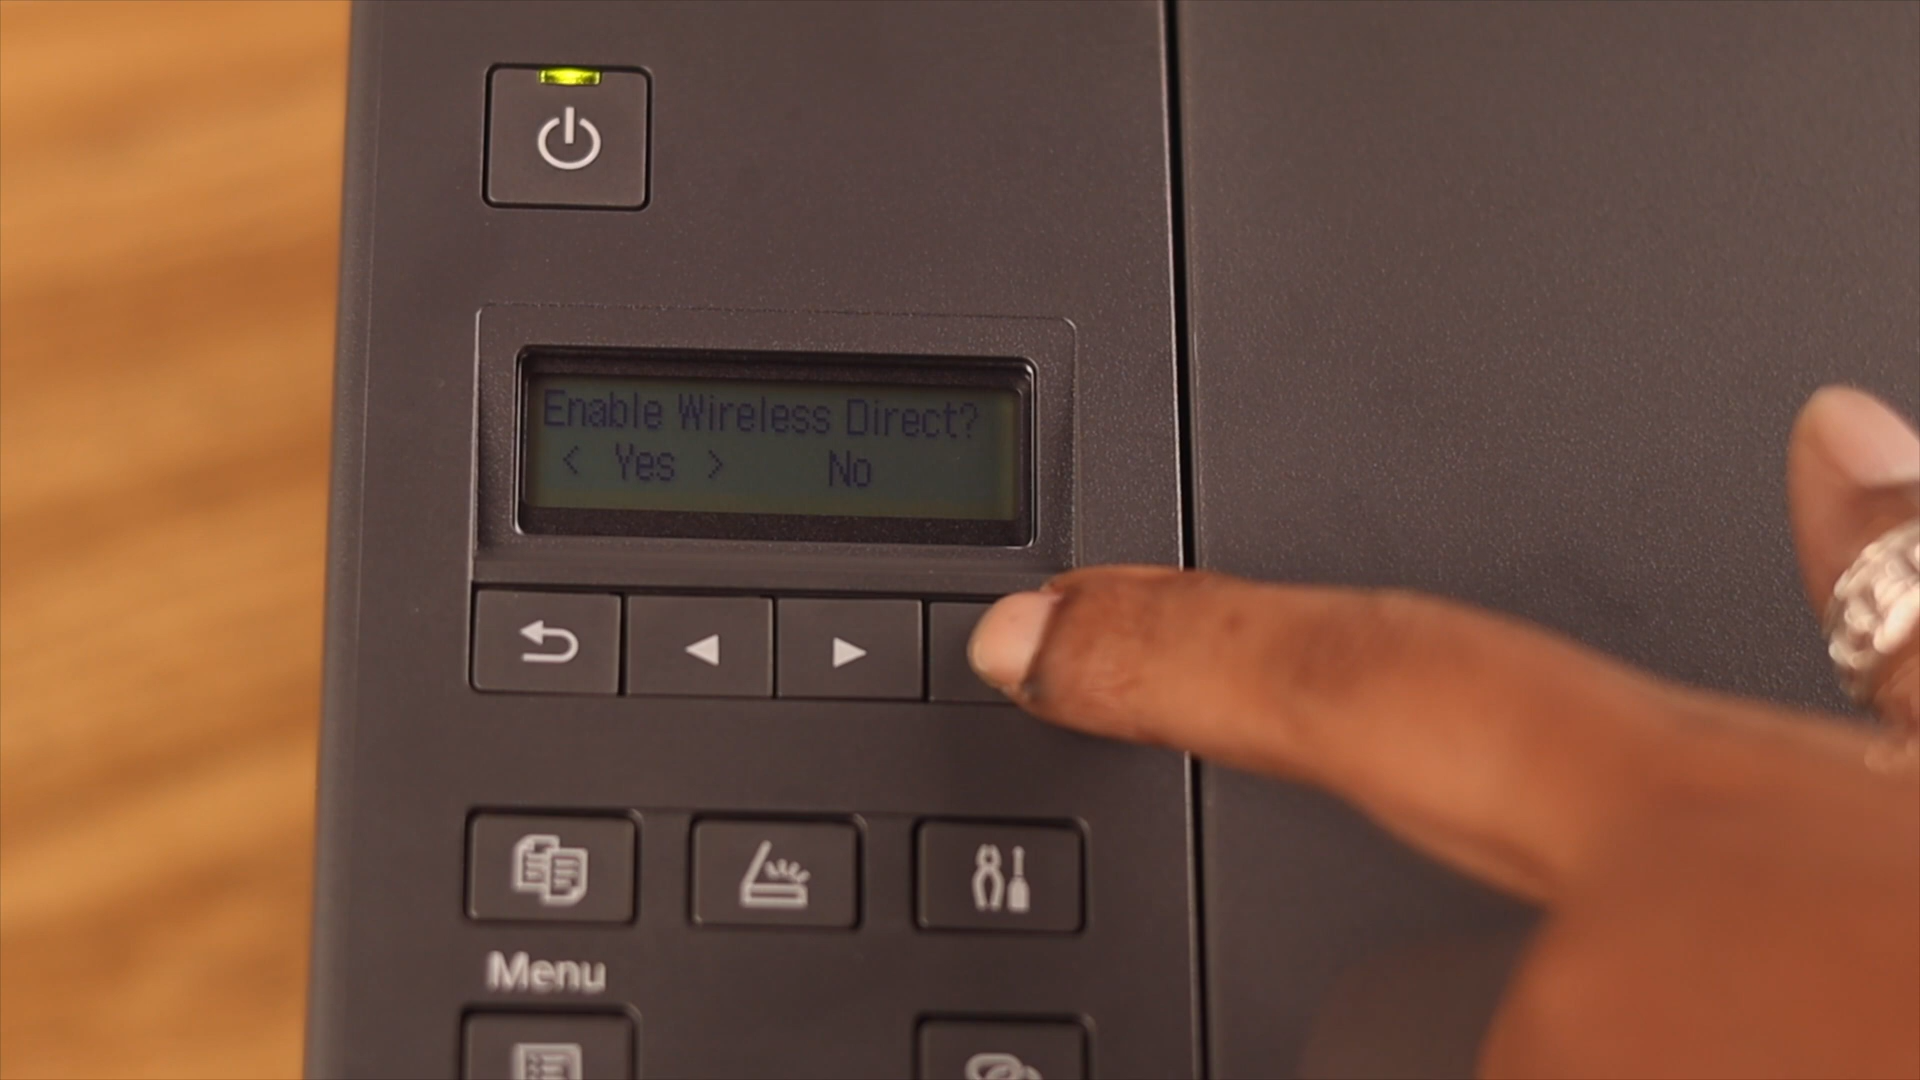 Enable Wireless Direct?
< Yes > No
Menu